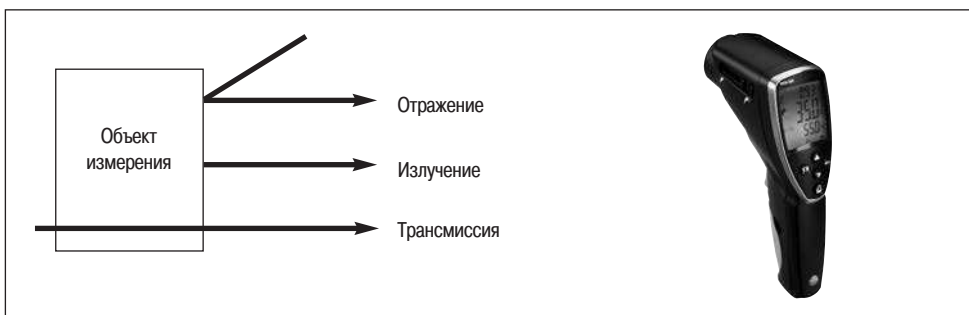 Объект
измерения
Отражение
Излучение
Трансмиссия